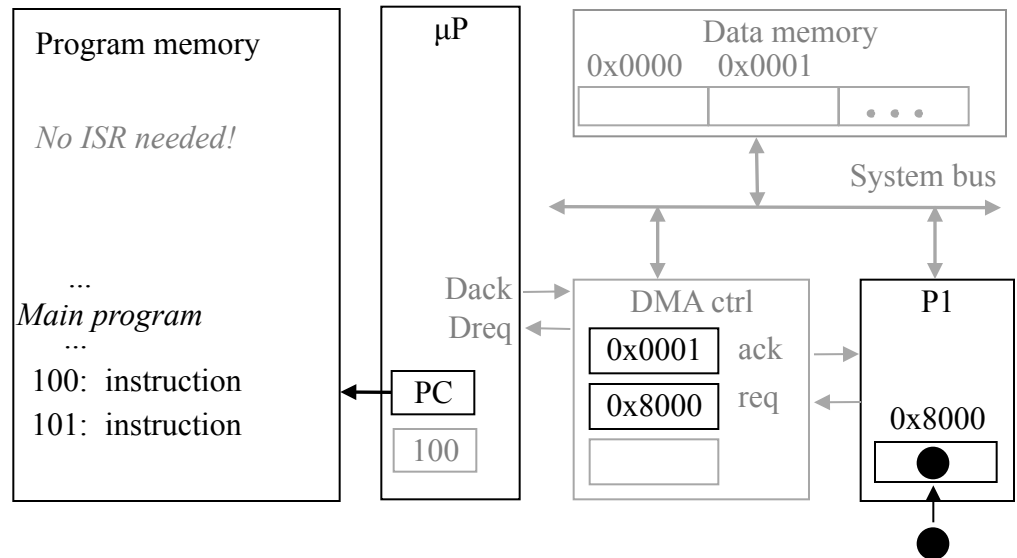 Program memory
No ISR needed!
...
Main program
...
100: instruction
101: instruction
μP
Dack
Dreq
PC
100
Data memory
0x0000 0x0001
System bus
DMA ctrl
0x0001
ack
0x8000
req
P1
0x8000